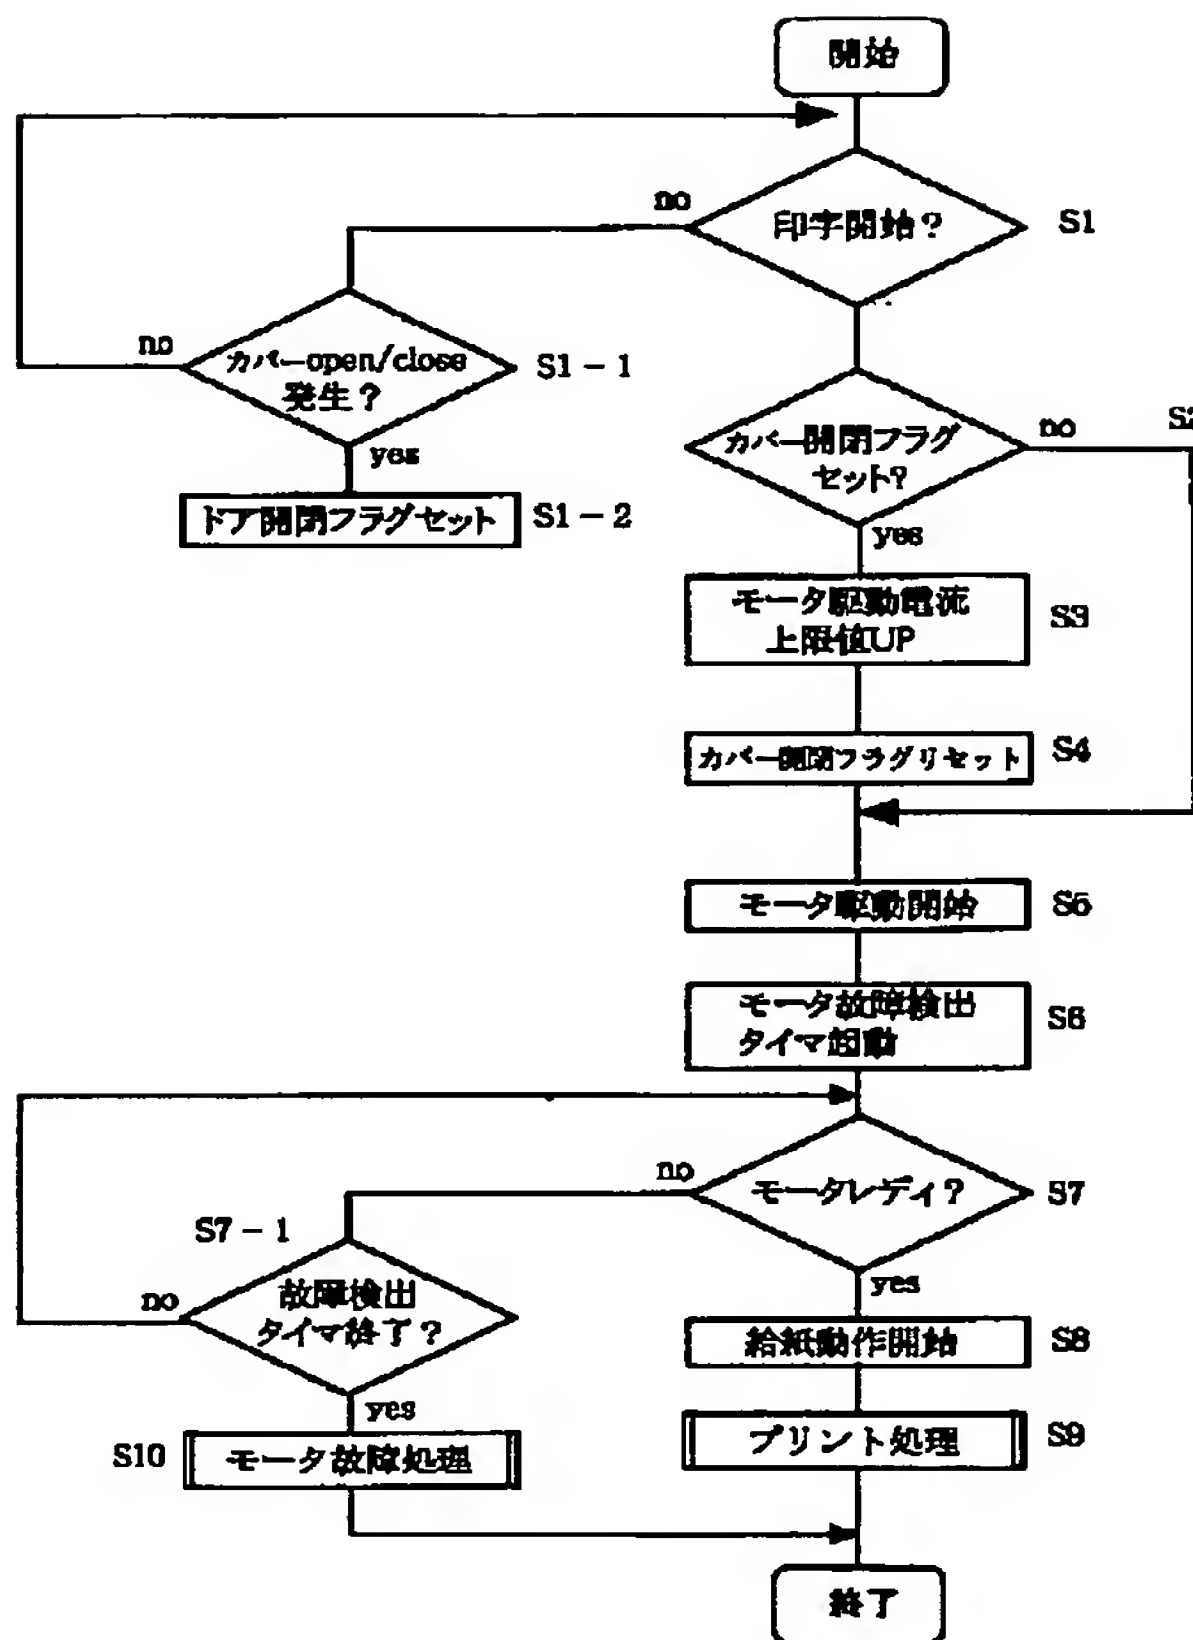 開始
no
印字開始?
S1
no
カバーopen/close
発生?
S1-1
yes
ドア開閉フラグセット
S1-2
カバー開閉フラグ
セット?
no
S2
yes
モータ駆動電流
上限値UP
S3
カバー開閉フラグリセット
S4
モータ駆動開始
S5
モータ故障検出
タイマ起動
S6
no
モータレディ?
S7
S7-1
no
故障検出
タイマ終了?
yes
yes
給紙動作開始
S8
S10
モータ故障処理
プリント処理
S9
終了